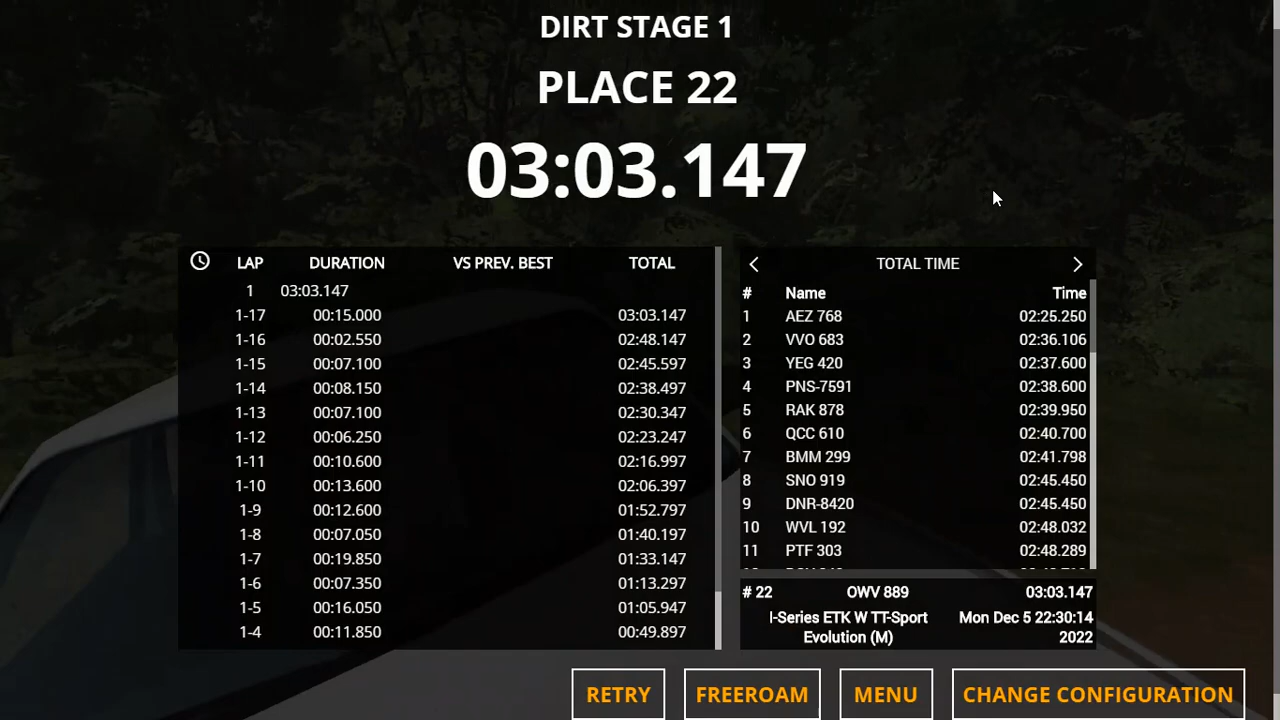 DIRT STAGE 1
PLACE 22
03:03.147
LAP DURATION VS PREV. BEST TOTAL
1 03:03.147
1-17 00:15.000 03:03.147
1-16 00:02.550 02:48.147
1-15 00:07.100 02:45.597
1-14 00:08.150 02:38.497
1-13 00:07.100 02:30.347
1-12 00:06.250 02:23.247
1-11 00:10.600 02:16.997
1-10 00:13.600 02:06.397
1-9 00:12.600 01:52.797
1-8 00:07.050 01:40.197
1-7 00:19.850 01:33.147
1-6 00:07.350 01:13.297
1-5 00:16.050 01:05.947
1-4 00:11.850 00:49.897
TOTAL TIME
# Name Time
1 AEZ 768 02:25.250
2 VVO 683 02:36.106
3 YEG 420 02:37.600
4 PNS-7591 02:38.600
5 RAK 878 02:39.950
6 QCC 610 02:40.700
7 BMM 299 02:41.798
8 SNO 919 02:45.450
9 DNR-8420 02:45.450
10 WVL 192 02:48.032
11 PTF 303 02:48.289
# 22 OWV 889 03:03.147
I-Series ETK W TT-Sport Evolution (M)
Mon Dec 5 22:30:14 2022
RETRY FREEROAM MENU CHANGE CONFIGURATION